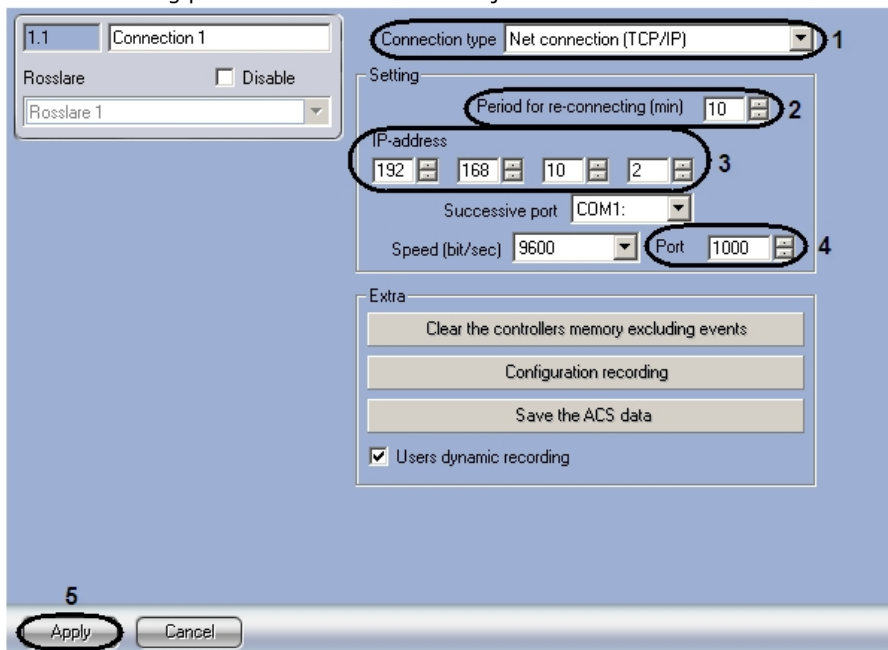 1.1 Connection 1
Rosslare Disable
Rosslare 1
Connection type Net connection (TCP/IP) 1
Setting
Period for re-connecting (min) 10 2
IP-address
192 168 10 2 3
Successive port COM1:
Speed (bit/sec) 9600 Port 1000 4
Extra
Clear the controllers memory excluding events
Configuration recording
Save the ACS data
Users dynamic recording
5
Apply Cancel